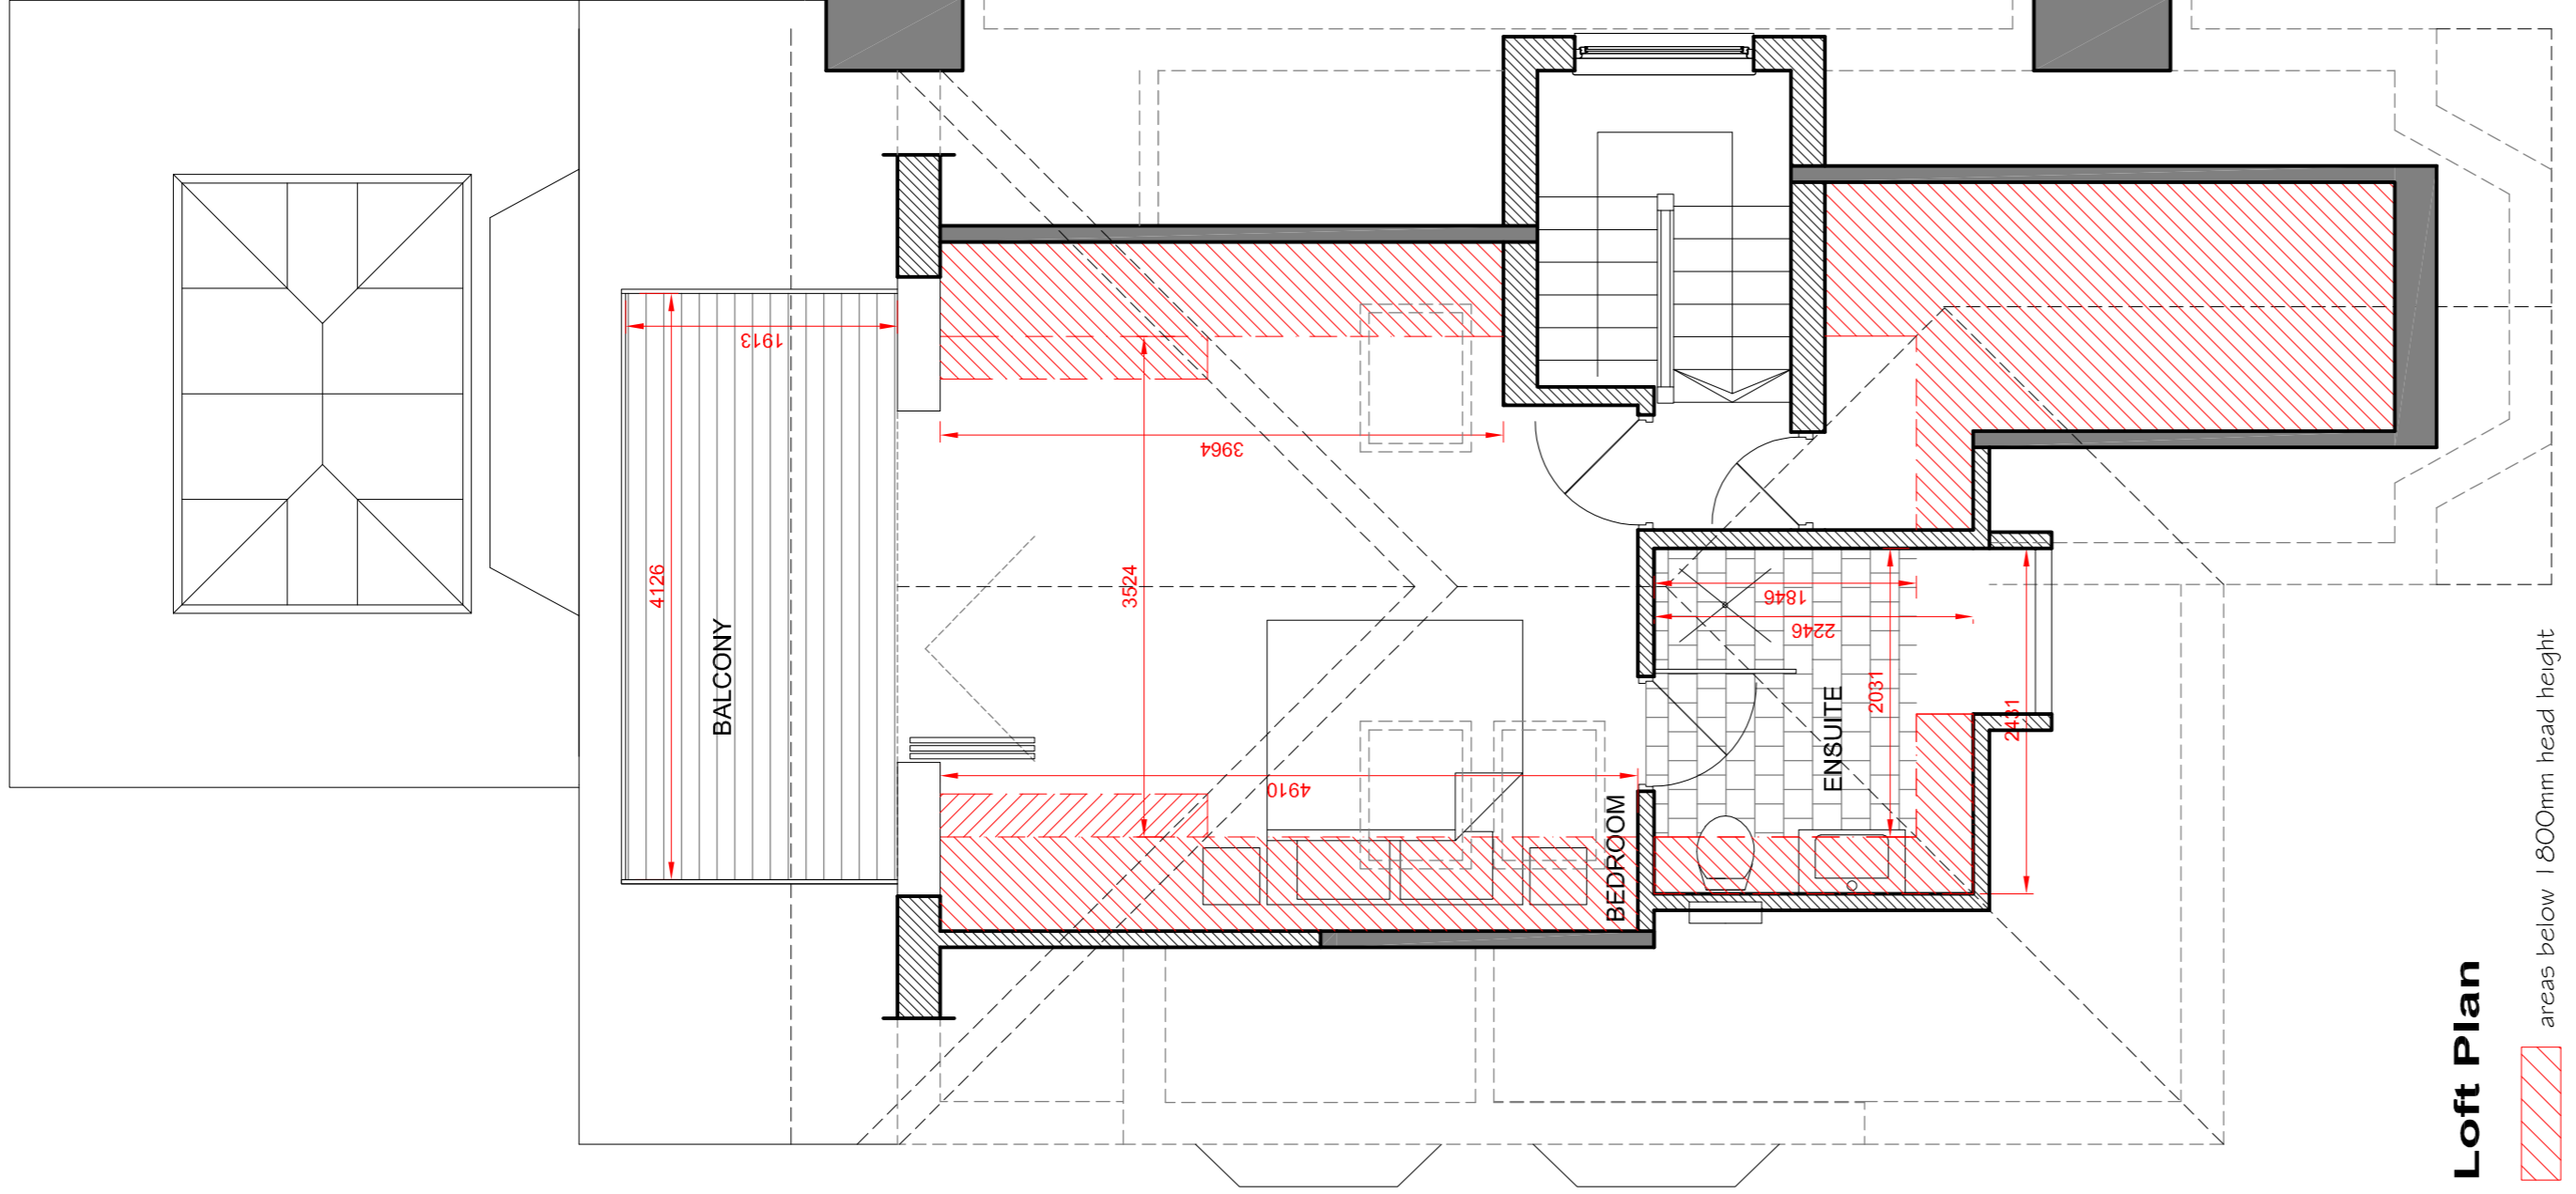 BALCONY
4126
1913
3524
3964
4910
BEDROOM
ENSUITE
1846
2246
2031
2431
Loft Plan
areas below 1800mm head height